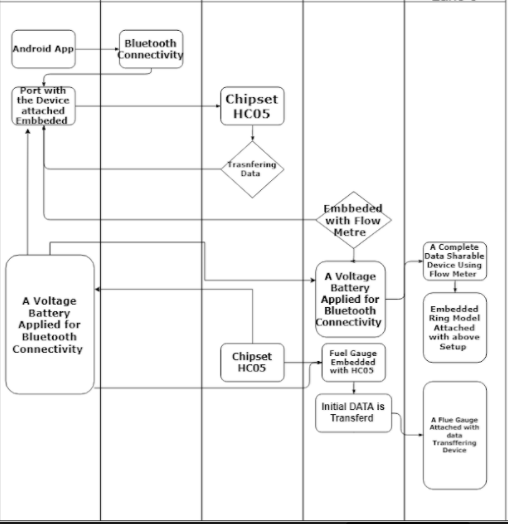 Android App
Bluetooth
Connectivity
Port with
the Device
attached
Embbeded
Chipset
HC05
Trasnfering
Data
Embbeded
with Flow
Metre
A Voltage
Battery
Applied for
Bluetooth
Connectivity
A Voltage
Battery
Applied for
Bluetooth
Connectivity
A Complete
Data Sharable
Device Using
Flow Meter
Embedded
Ring Model
Attached
with above
Setup
Chipset
HC05
Fuel Gauge
Embedded
with HC05
Initial DATA is
Transferd
A Flue Gauge
Attached with
data
Transffering
Device